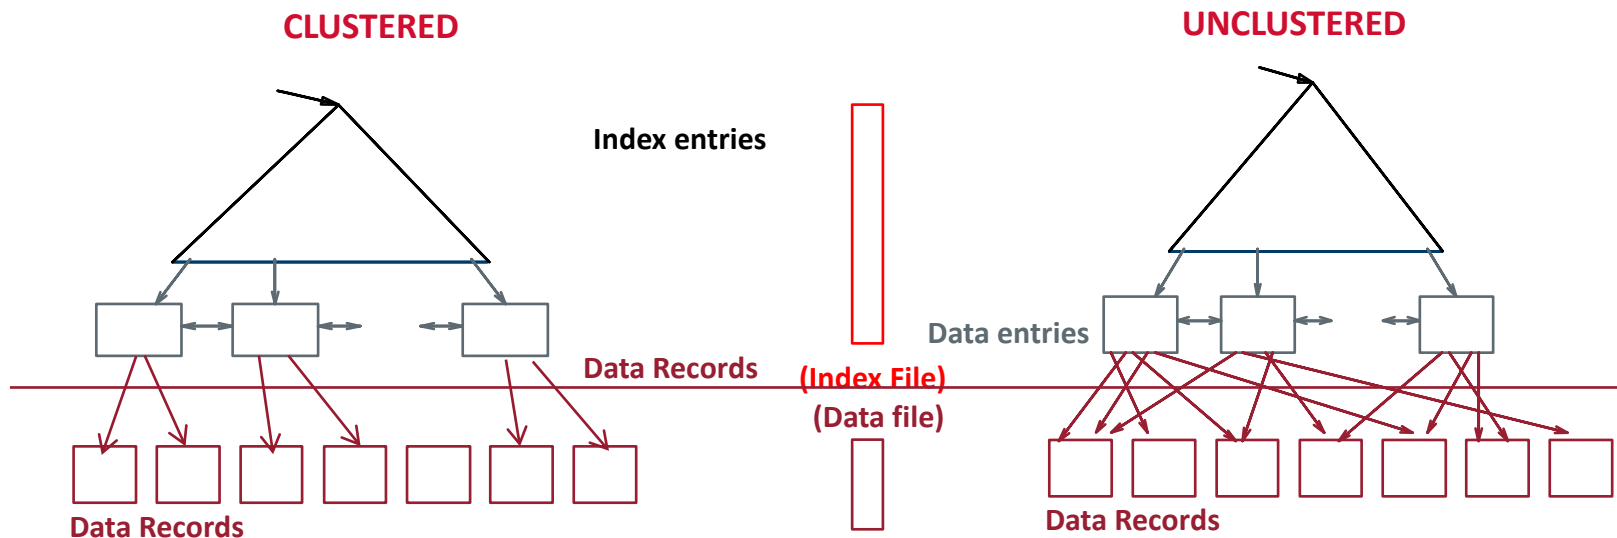 CLUSTERED
UNCLUSTERED
Index entries
Data entries
Data Records
(Index File)
(Data file)
Data Records
Data Records